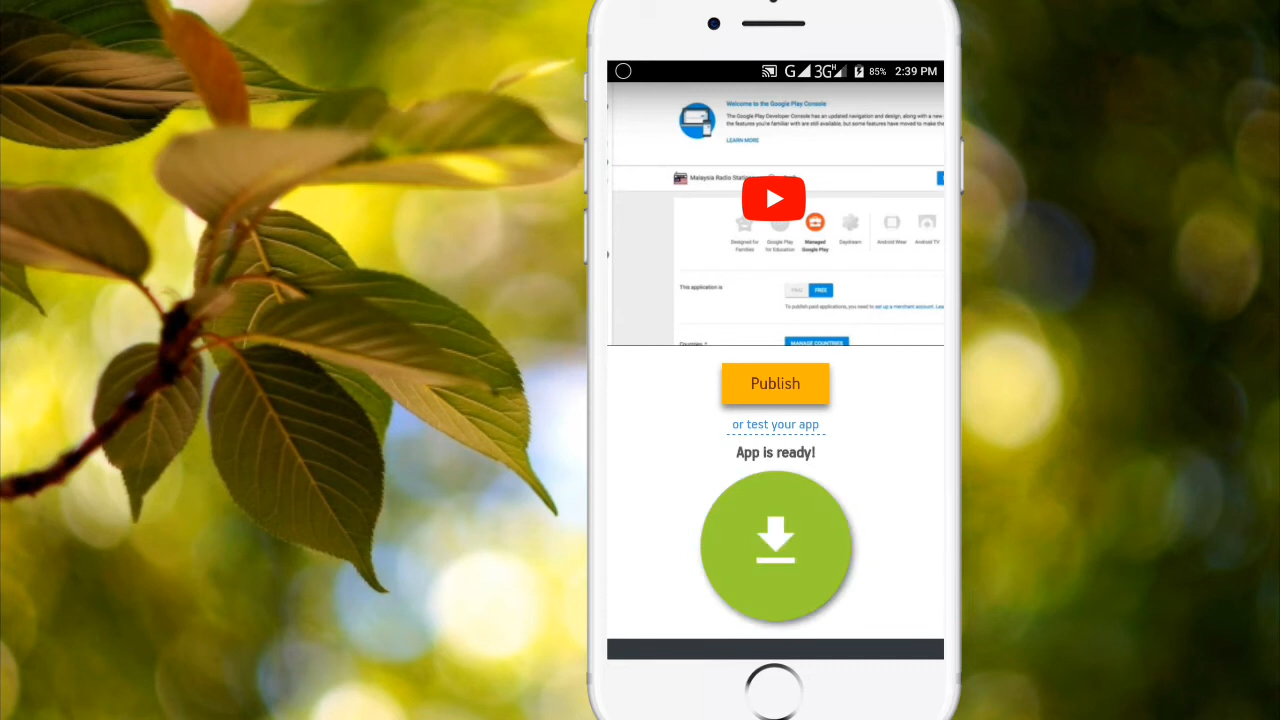 G 3G H 85% 2:39 PM
Welcome to the Google Play Console
The Google Play Developer Console has an updated navigation and design, along with a new
the features you're familiar with are still available, but some features have moved to make the
LEARN MORE
Malaysia Radio Station
Designed for Families
Google Play for Education
Managed Google Play
Daydream
Android Wear
Android TV
This application is
PAID FREE
To publish paid applications, you need to set up a merchant account.
Countries *
MANAGE COUNTRIES
Publish
or test your app
App is ready!